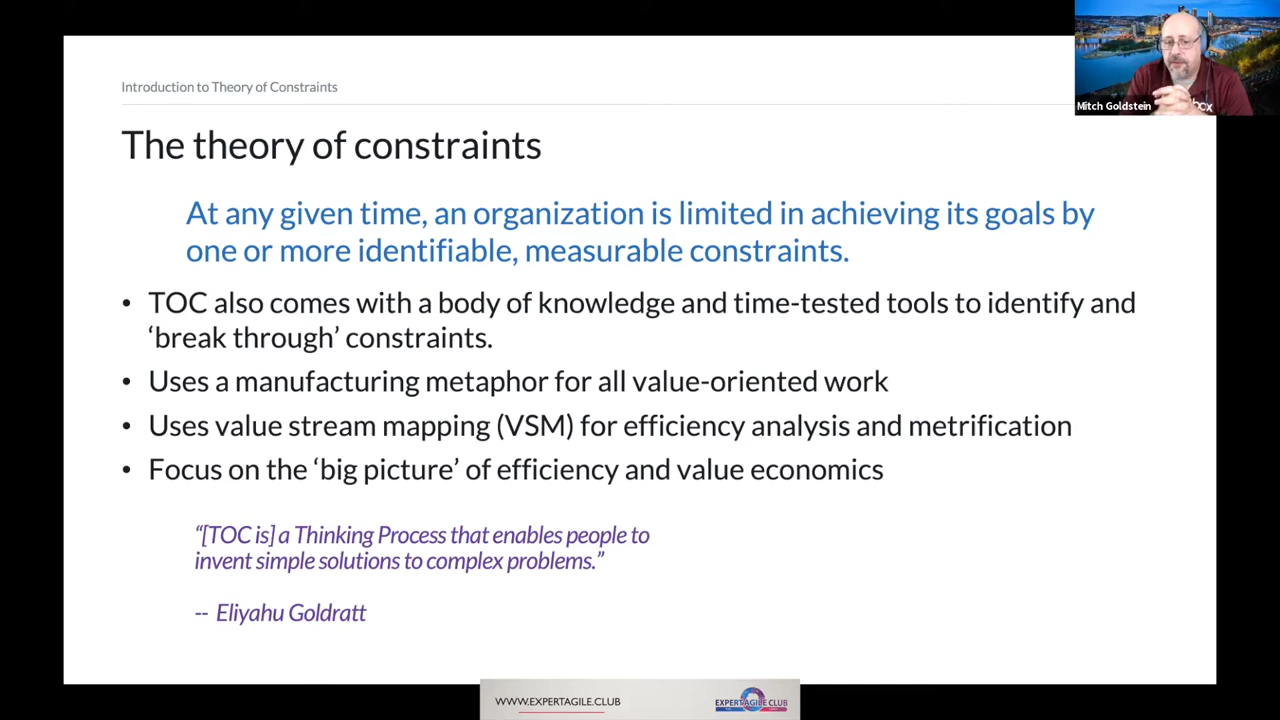 Introduction to Theory of Constraints
Mitch Goldstein
The theory of constraints
At any given time, an organization is limited in achieving its goals by
one or more identifiable, measurable constraints.
• TOC also comes with a body of knowledge and time-tested tools to identify and
‘break through’ constraints.
• Uses a manufacturing metaphor for all value-oriented work
• Uses value stream mapping (VSM) for efficiency analysis and metrification
• Focus on the ‘big picture’ of efficiency and value economics
“[TOC is] a Thinking Process that enables people to
invent simple solutions to complex problems.”
-- Eliyahu Goldratt
WWW.EXPERTAGILE.CLUB
EXPERTAGILE CLUB